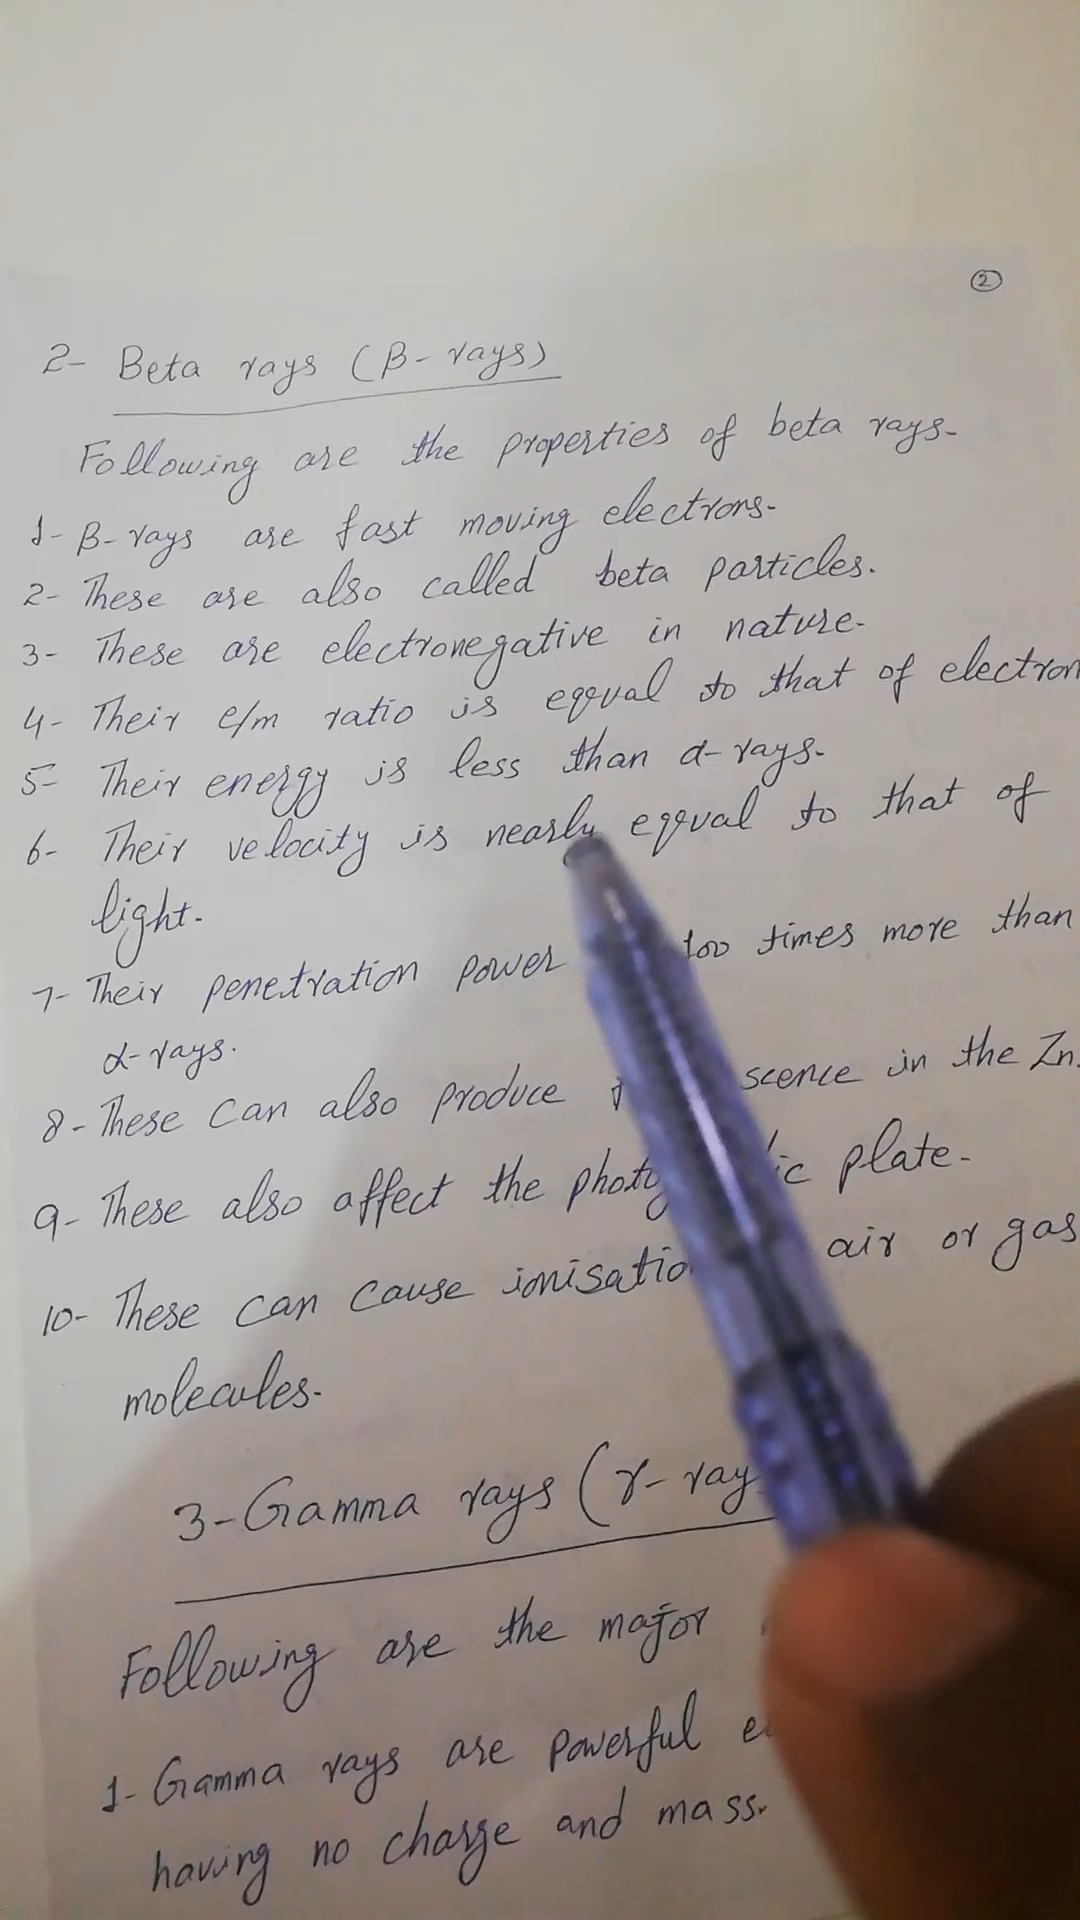 2
2- Beta rays (β-rays)
Following are the properties of beta rays-
1- β-rays are fast moving electrons-
2- These are also called beta particles.
3- These are electronegative in nature-
4- Their e/m ratio is equal to that of electron
5- Their energy is less than α-rays-
6- Their velocity is nearly equal to that of
light-
7- Their penetration power 100 times more than
α-rays.
8- These can also produce scence in the Zn.
9- These also affect the plate-
10- These can cause air or gas
molecules-
3- Gamma rays (γ-ray
Following are the major
1- Gamma rays are powerful
having no charge and mass.